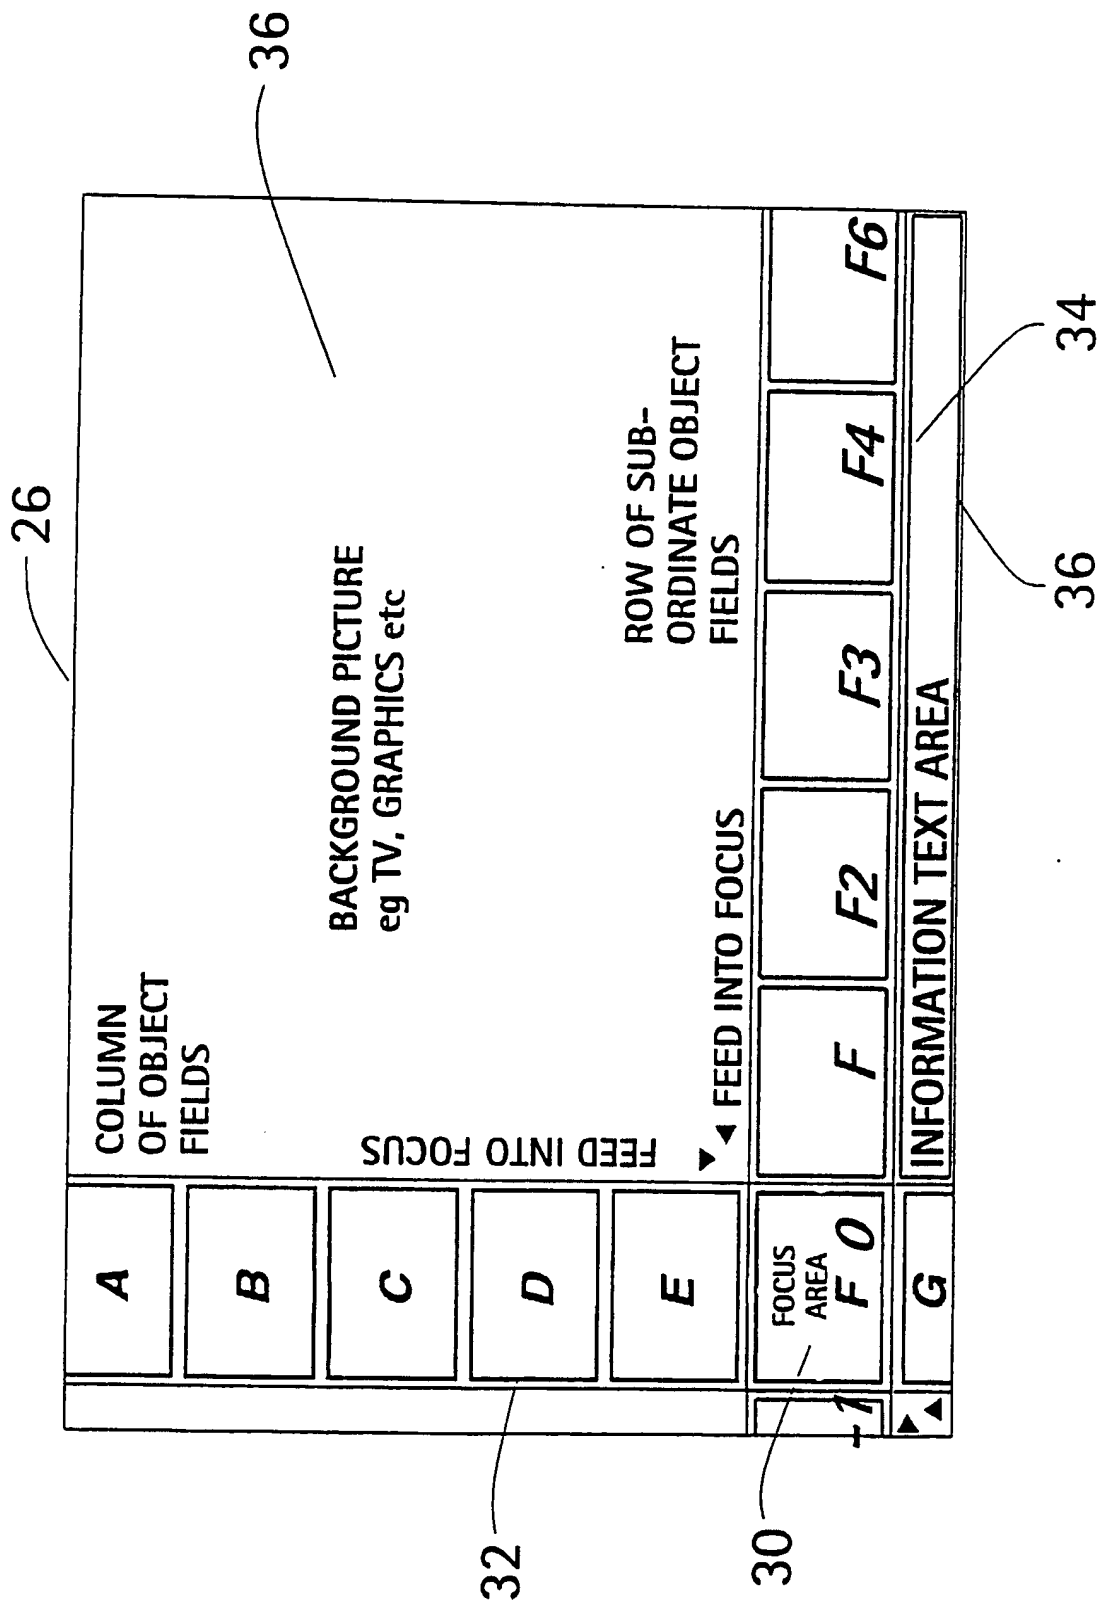 26
COLUMN
OF OBJECT
FIELDS
A
B
C
D
E
36
BACKGROUND PICTURE
eg TV, GRAPHICS etc
FEED INTO FOCUS
32
ROW OF SUB-
ORDINATE OBJECT
FIELDS
◄ FEED INTO FOCUS
30
-1
FOCUS
AREA
F 0
F
F2
F3
F4
F6
G
INFORMATION TEXT AREA
36
34